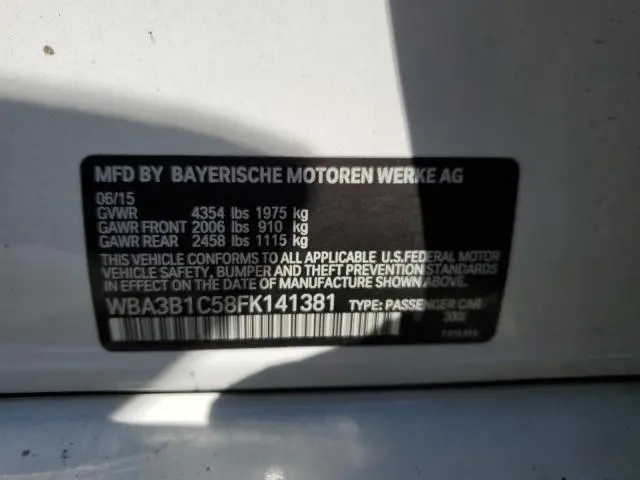 MFD BY BAYERISCHE MOTOREN WERKE AG
06/15
GVWR 4354 lbs 1975 kg
GAWR FRONT 2006 lbs 910 kg
GAWR REAR 2458 lbs 1115 kg
THIS VEHICLE CONFORMS TO ALL APPLICABLE U.S.FEDERAL MOTOR
VEHICLE SAFETY, BUMPER AND THEFT PREVENTION STANDARDS
IN EFFECT ON THE DATE OF MANUFACTURE SHOWN ABOVE.
WBA3B1C58FK141381 TYPE: PASSENGER CAR